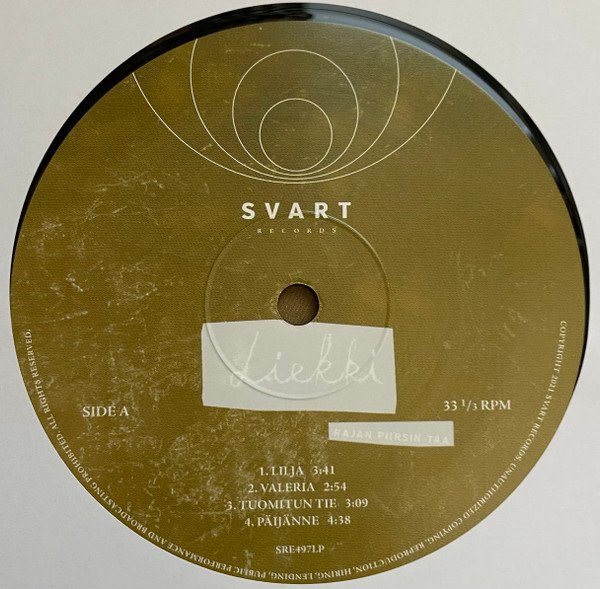 SVART
RECORDS
Liekki
SIDE A
33 ¹/₃ RPM
RAJAN PIIRSIN TAA
1. LILJA 3:41
2. VALERIA 2:54
3. TUOMITUN TIE 3:09
4. PÄIJÄNNE 4:38
SRE497LP
COPYRIGHT 2021 SVART RECORDS. UNAUTHORIZED COPYING, REPRODUCTION, HIRING, LENDING, PUBLIC PERFORMANCE AND BROADCASTING PROHIBITED. ALL RIGHTS RESERVED.